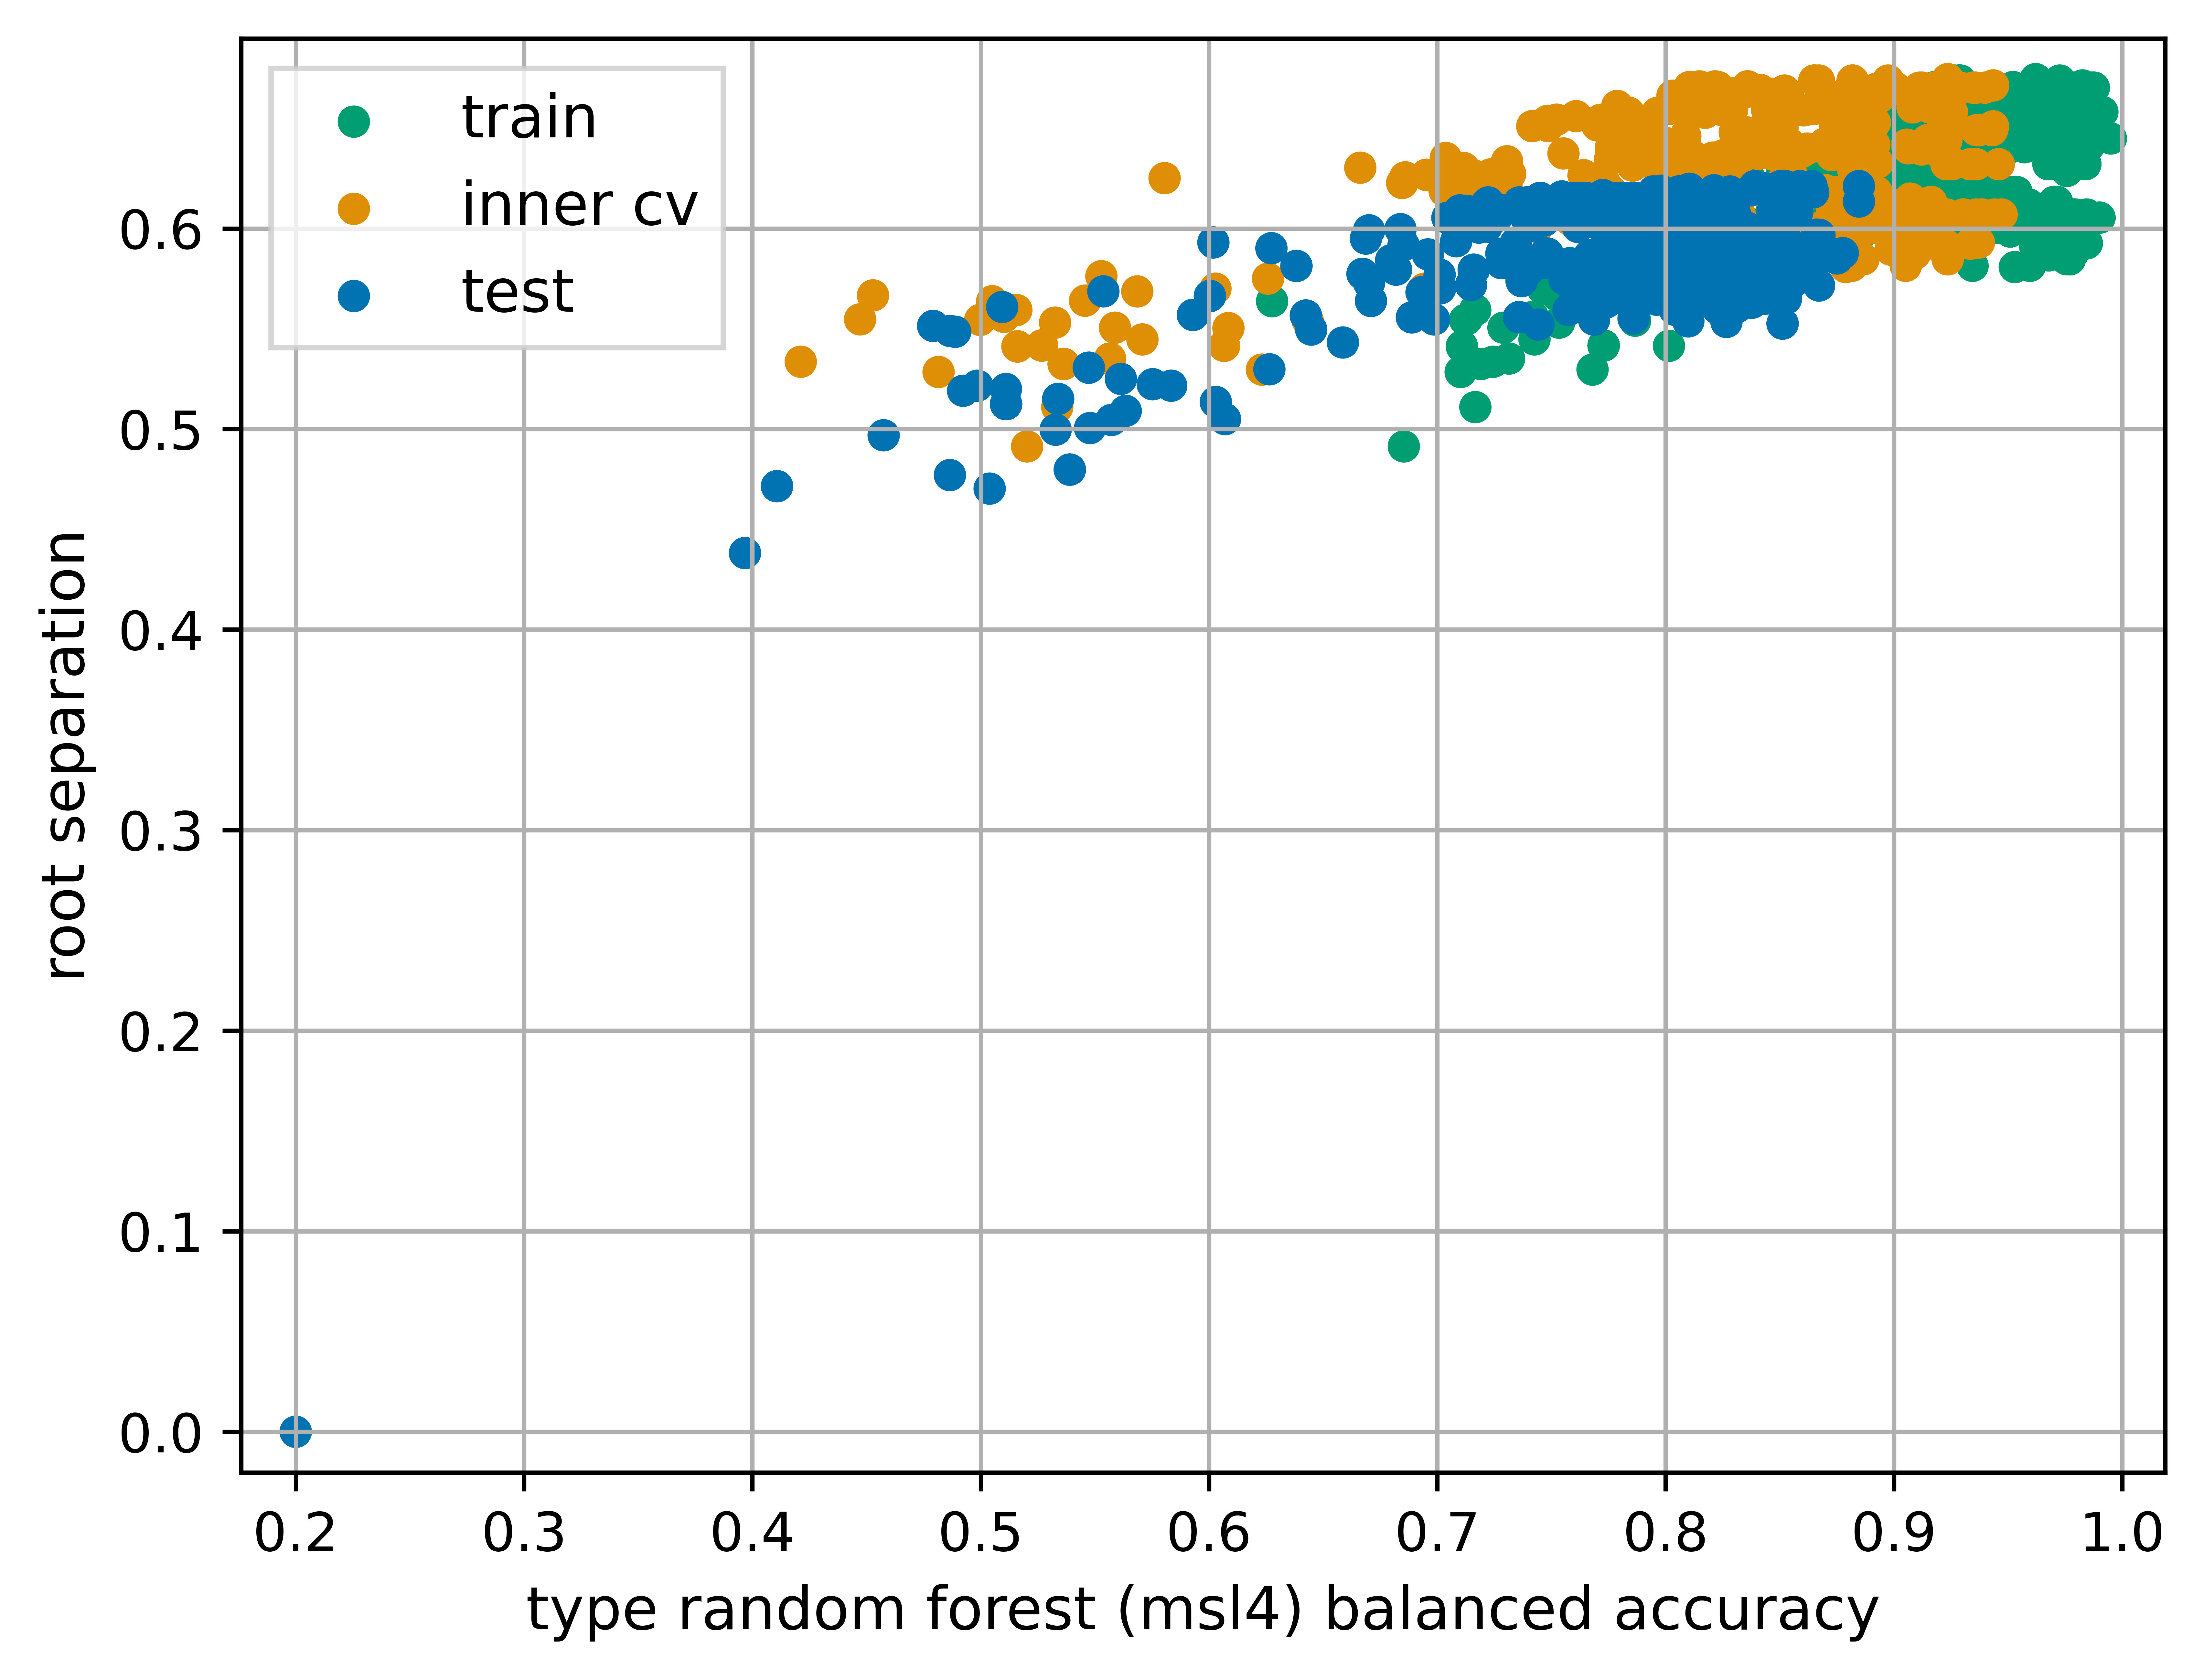 train
inner cv
test
0.6
0.5
0.4
0.3
0.2
0.1
0.0
root separation
0.2 0.3 0.4 0.5 0.6 0.7 0.8 0.9 1.0
type random forest (msl4) balanced accuracy